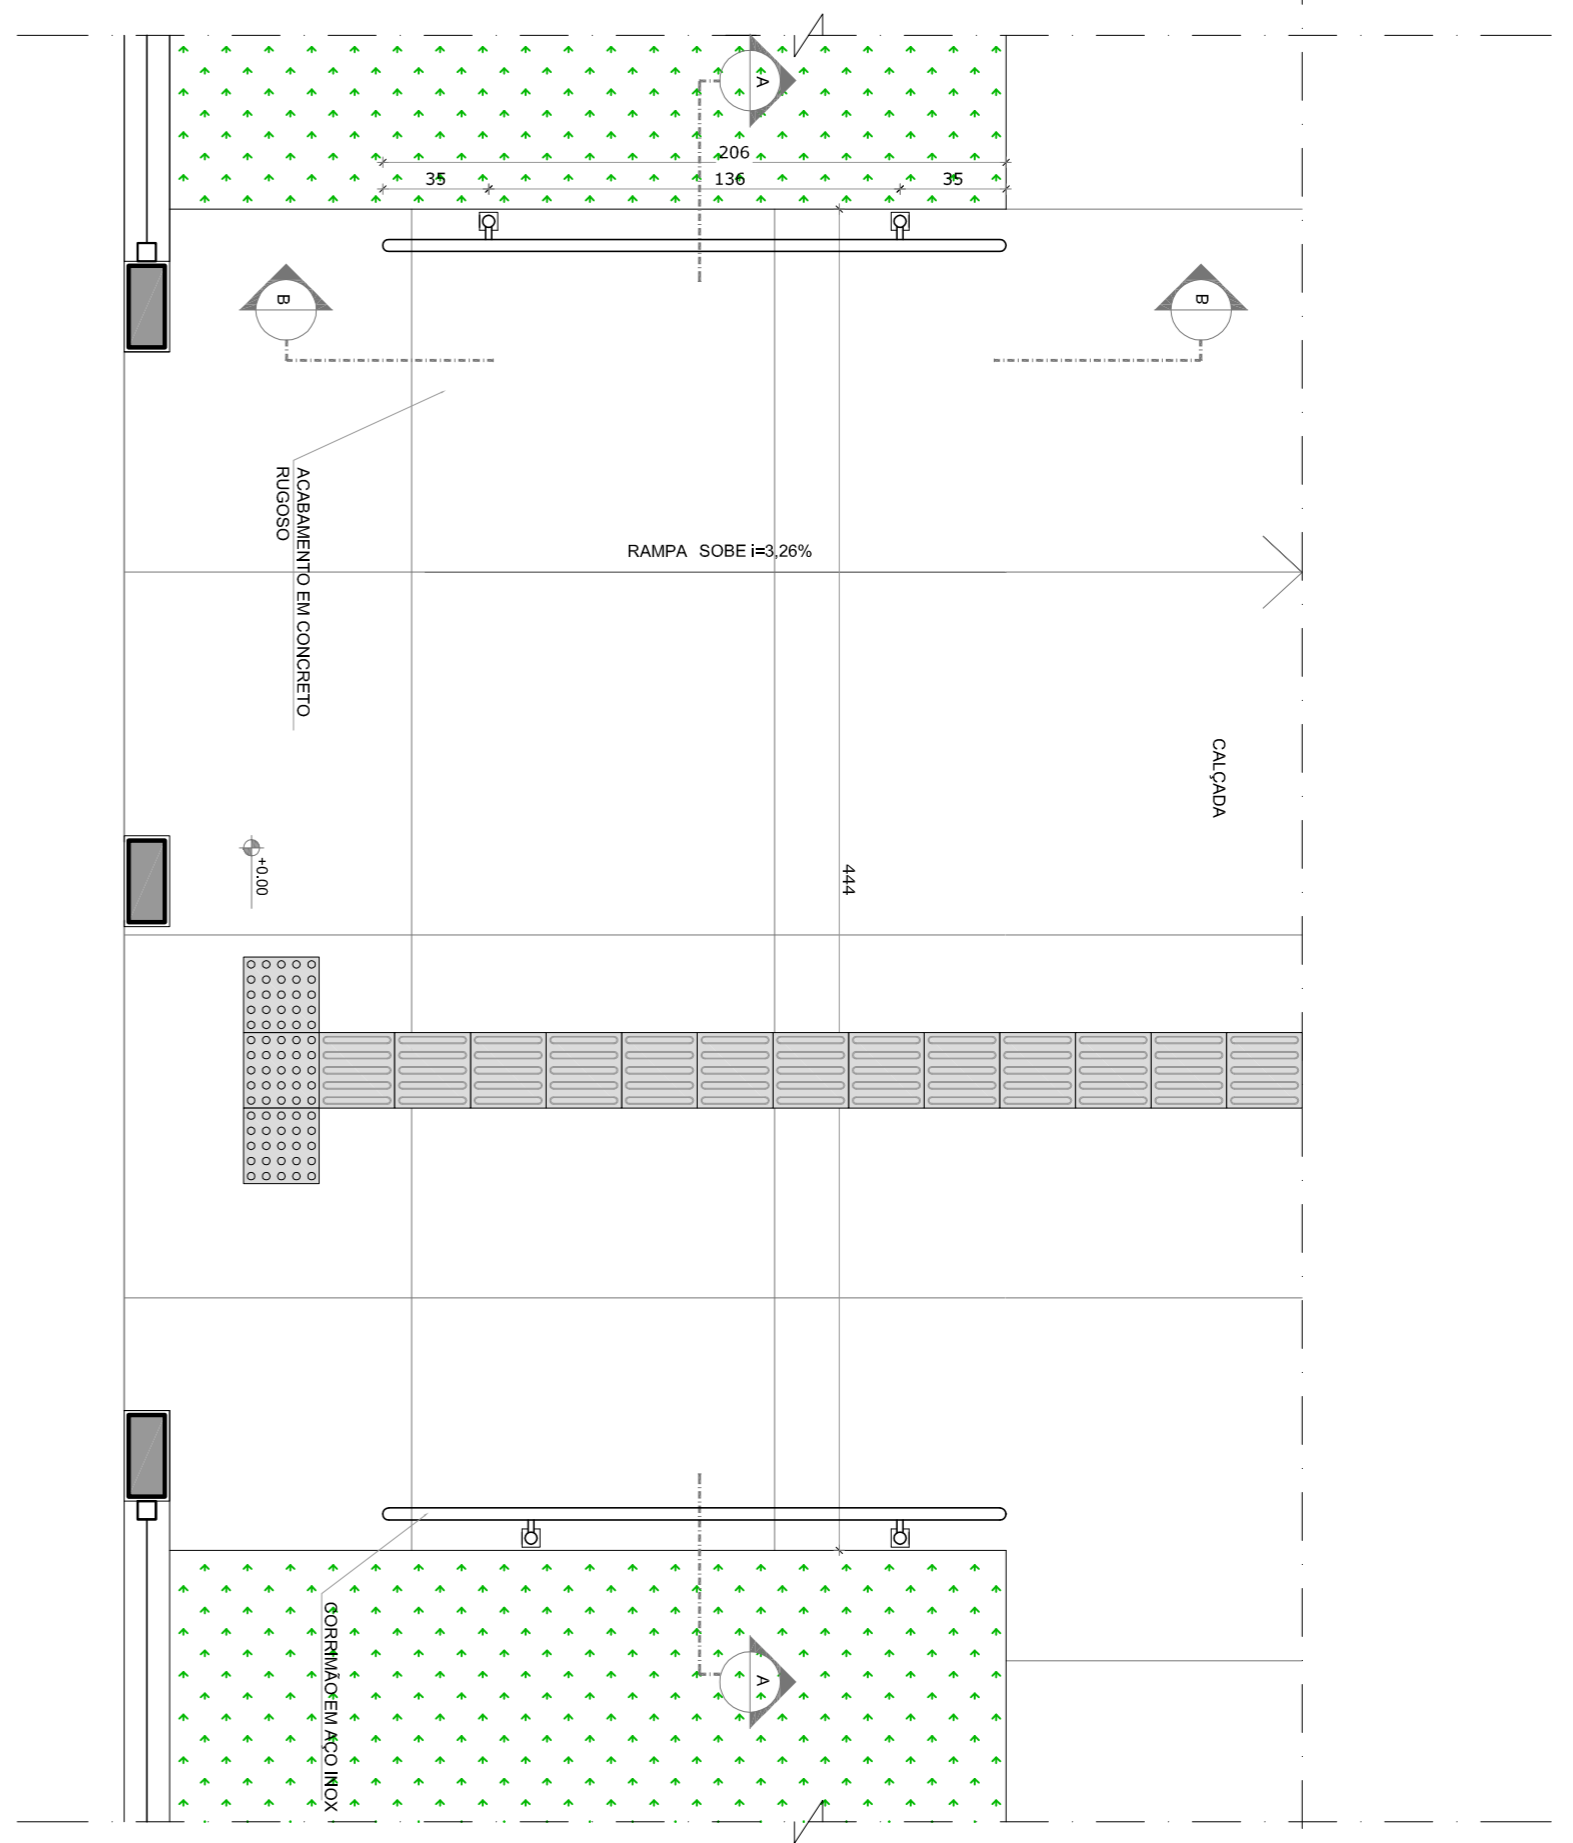 A
206
35
136
35
B
B
ACABAMENTO EM CONCRETO
RUGOSO
RAMPA SOBE i=3,26%
CALÇADA
+0.00
444
CORRIMÃO EM AÇO INOX
A